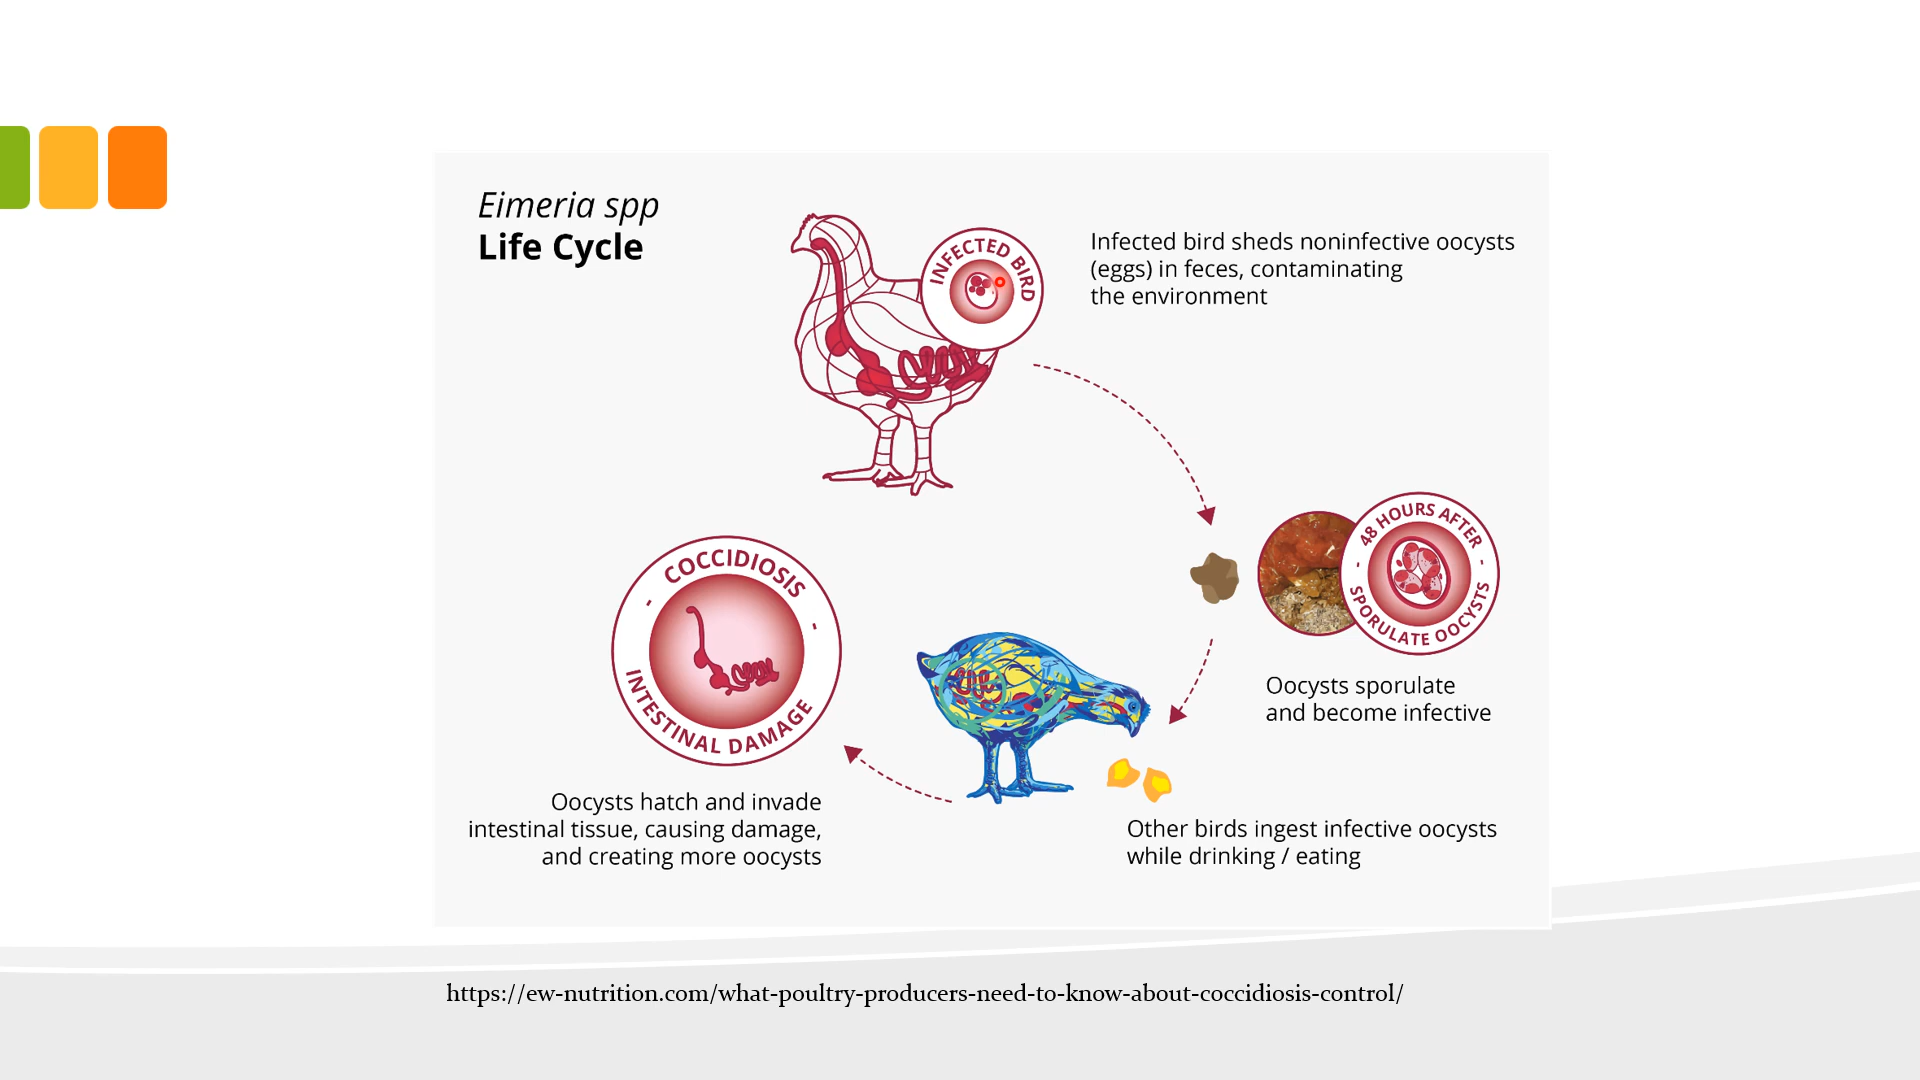 Eimeria spp
Life Cycle
INFECTED BIRD
Infected bird sheds noninfective oocysts
(eggs) in feces, contaminating
the environment
- 48 HOURS AFTER -
SPORULATE OOCYSTS
Oocysts sporulate
and become infective
Other birds ingest infective oocysts
while drinking / eating
- COCCIDIOSIS -
INTESTINAL DAMAGE
Oocysts hatch and invade
intestinal tissue, causing damage,
and creating more oocysts
https://ew-nutrition.com/what-poultry-producers-need-to-know-about-coccidiosis-control/